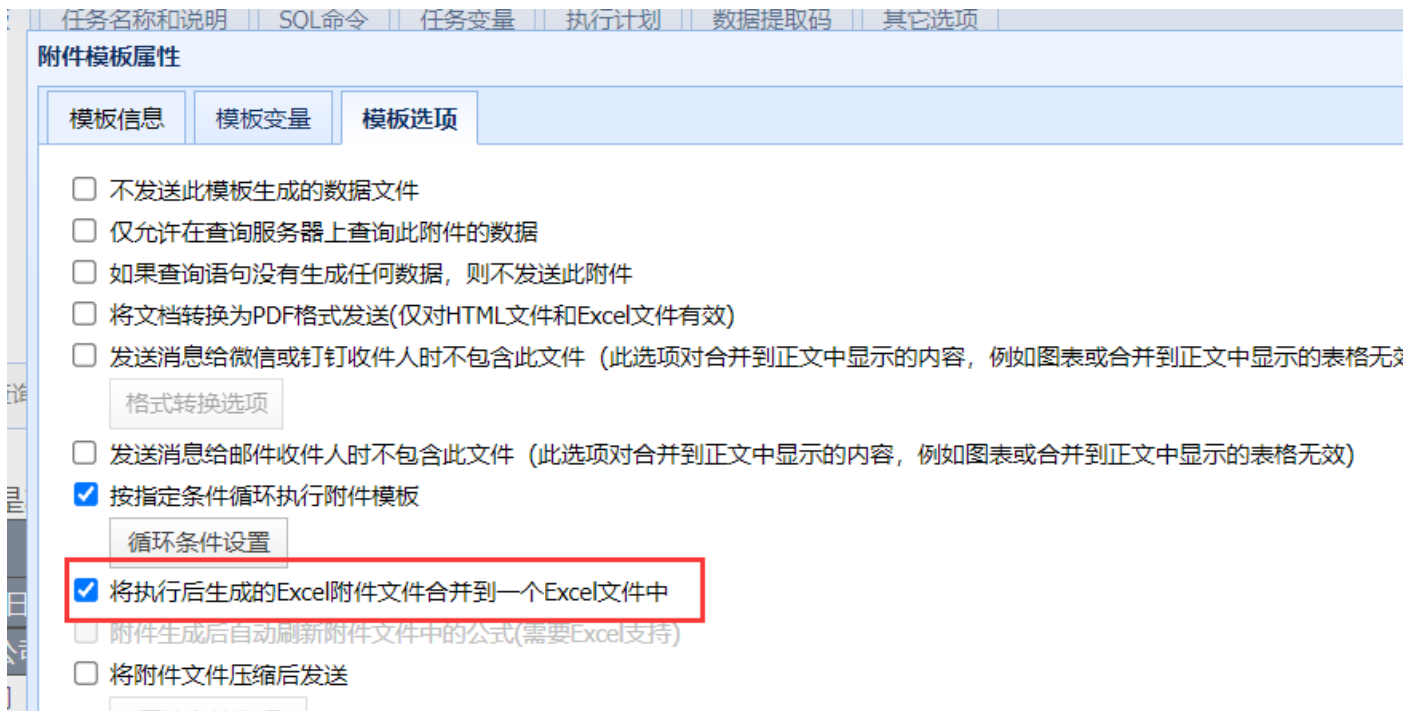 任务名称和说明 SQL命令 任务变量 执行计划 数据提取码 其它选项
附件模板属性
模板信息 模板变量 模板选项
不发送此模板生成的数据文件
仅允许在查询服务器上查询此附件的数据
如果查询语句没有生成任何数据，则不发送此附件
将文档转换为PDF格式发送(仅对HTML文件和Excel文件有效)
发送消息给微信或钉钉收件人时不包含此文件（此选项对合并到正文中显示的内容，例如图表或合并到正文中显示的表格无效
格式转换选项
发送消息给邮件收件人时不包含此文件（此选项对合并到正文中显示的内容，例如图表或合并到正文中显示的表格无效)
按指定条件循环执行附件模板
循环条件设置
将执行后生成的Excel附件文件合并到一个Excel文件中
附件生成后自动刷新附件文件中的公式(需要Excel支持)
将附件文件压缩后发送